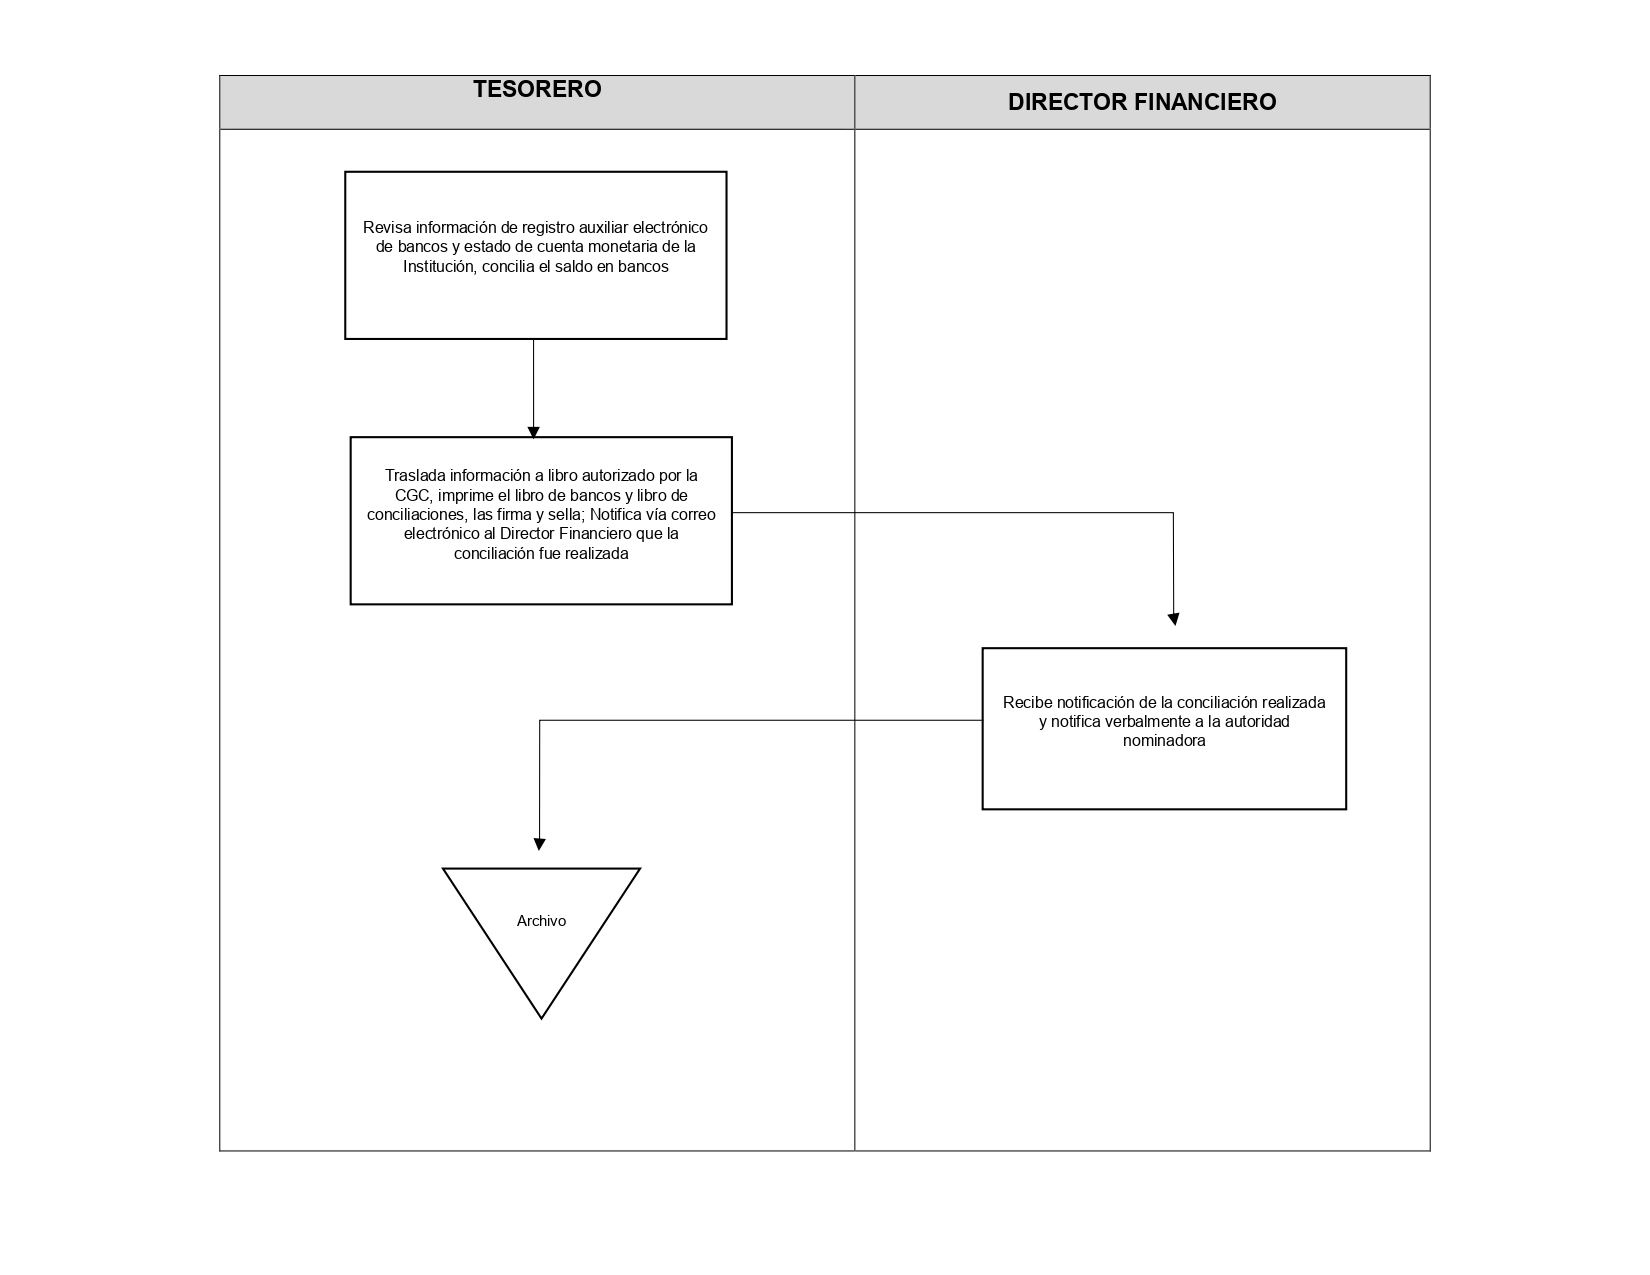 TESORERO
DIRECTOR FINANCIERO
Revisa información de registro auxiliar electrónico
de bancos y estado de cuenta monetaria de la
Institución, concilia el saldo en bancos
Traslada información a libro autorizado por la
CGC, imprime el libro de bancos y libro de
conciliaciones, las firma y sella; Notifica vía correo
electrónico al Director Financiero que la
conciliación fue realizada
Recibe notificación de la conciliación realizada
y notifica verbalmente a la autoridad
nominadora
Archivo